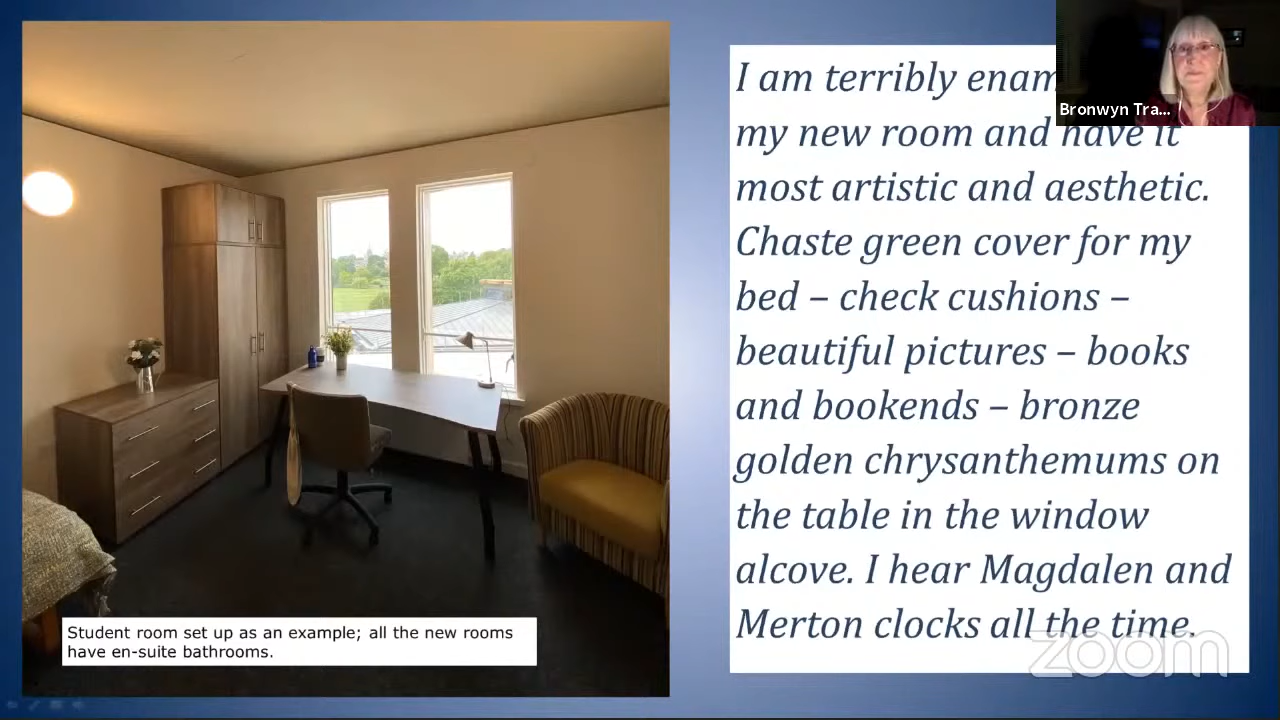 I am terribly
my new room and have it
most artistic and aesthetic.
Chaste green cover for my
bed – check cushions –
beautiful pictures – books
and bookends – bronze
golden chrysanthemums on
the table in the window
alcove. I hear Magdalen and
Merton clocks all the time.
Bronwyn Tra...
Student room set up as an example; all the new rooms
have en-suite bathrooms.
zoom